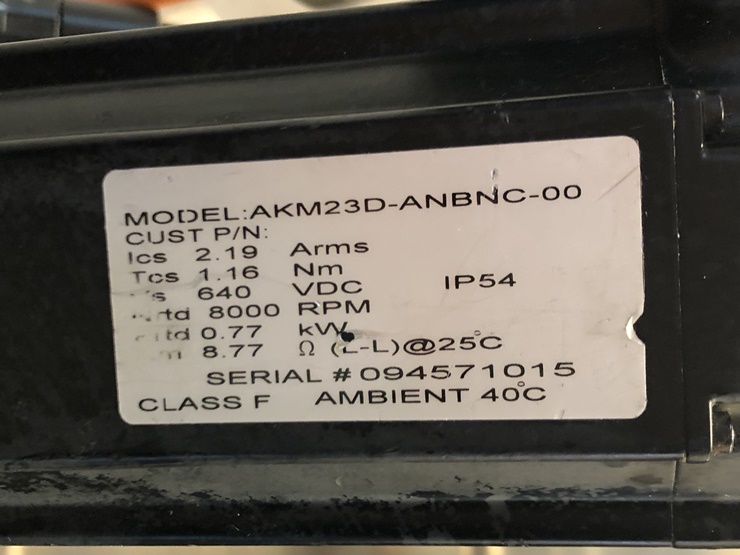 MODEL:AKM23D-ANBNC-00
CUST P/N:
Ics 2.19 Arms
Tcs 1.16 Nm
640 VDC IP54
8000 RPM
0.77 kW
8.77 Ω (L-L)@25°C
SERIAL # 094571015
CLASS F AMBIENT 40°C